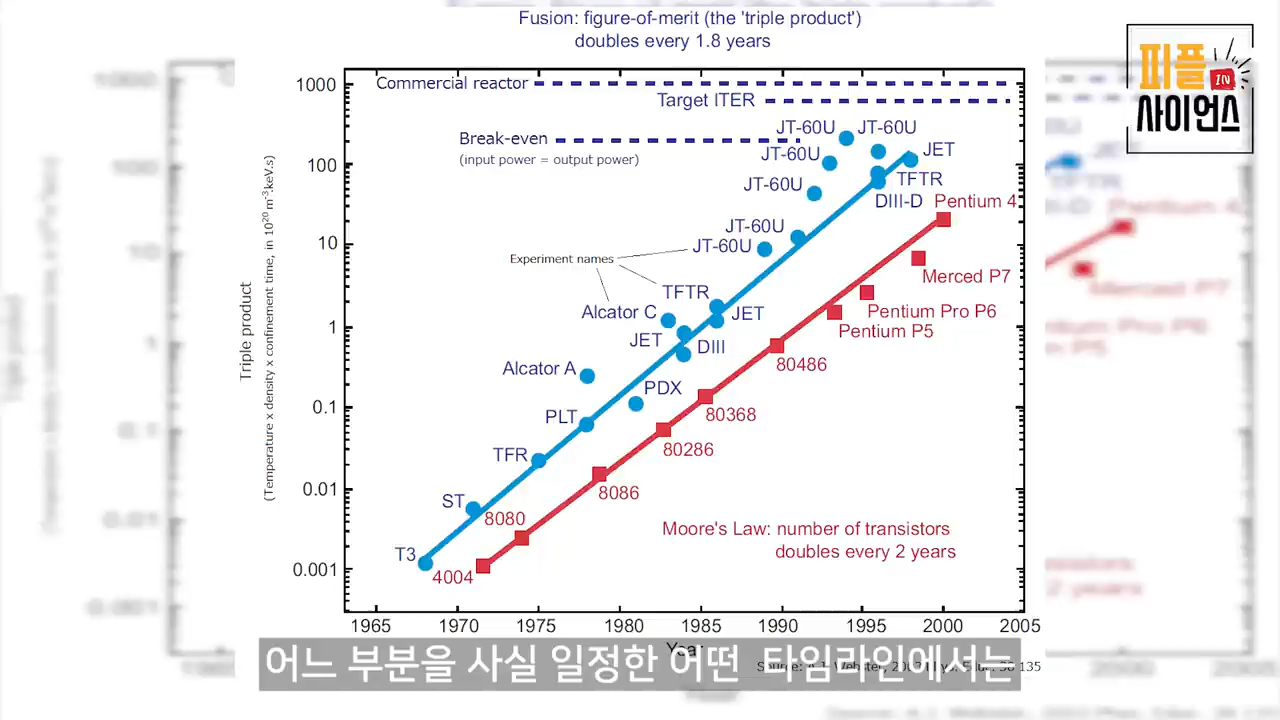 Fusion: figure-of-merit (the 'triple product')
doubles every 1.8 years
피플
IN
사이언스
1000
Commercial reactor
Target ITER
JT-60U
JT-60U
Break-even
(input power = output power)
JT-60U
JET
100
JT-60U
TFTR
DIII-D
Pentium 4
JT-60U
JT-60U
10
Experiment names
Merced P7
TFTR
Alcator C
JET
Pentium Pro P6
1
Pentium P5
JET
DIII
80486
Alcator A
PDX
0.1
PLT
80368
80286
TFR
0.01
8086
ST
8080
Moore's Law: number of transistors
doubles every 2 years
T3
0.001
4004
Triple product
(Temperature x density x confinement time, in 10²⁰ m⁻³.keV.s)
1965 1970 1975 1980 1985 1990 1995 2000 2005
어느 부분을 사실 일정한 어떤 타임라인에서는
135